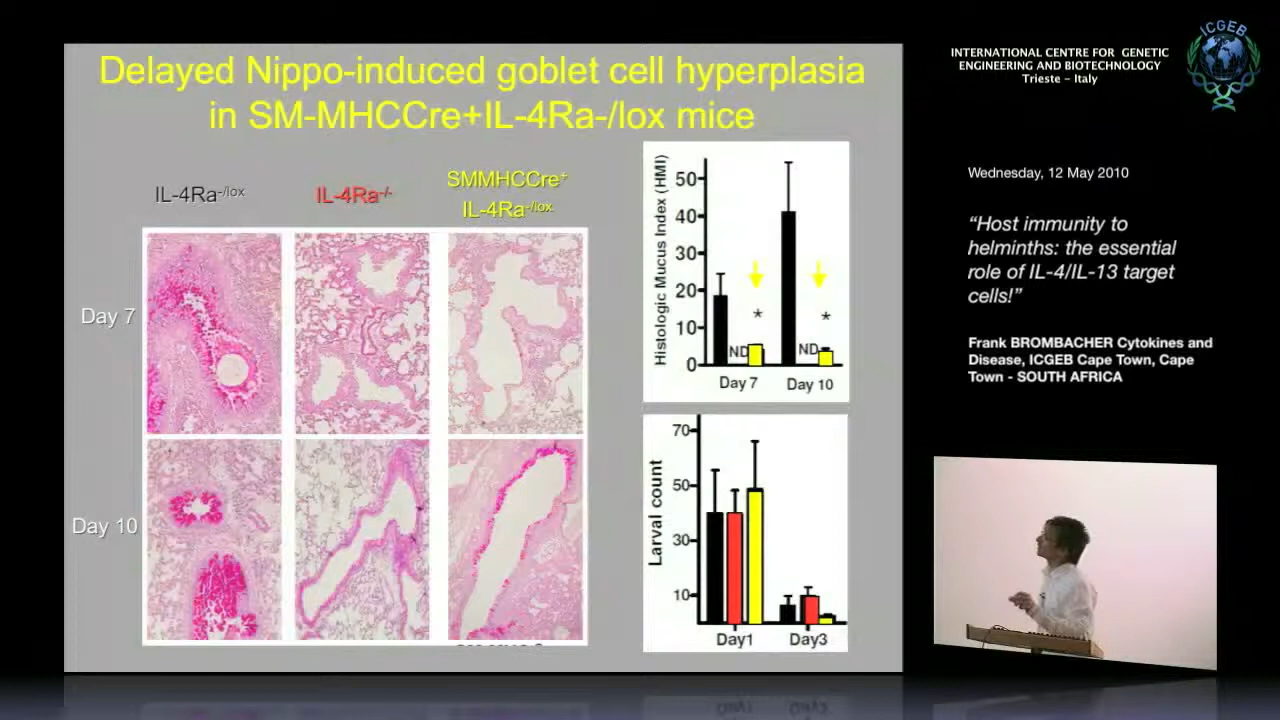 Delayed Nippo-induced goblet cell hyperplasia
in SM-MHCCre+IL-4Ra-/lox mice
IL-4Ra-/lox
IL-4Ra-/-
SMMHCCre+
IL-4Ra-/lox
Day 7
Day 10
Histologic Mucus Index (HMI)
50
40
30
20
10
0
ND
*
ND
*
Day 7
Day 10
Larval count
70
50
30
10
Day1
Day3
INTERNATIONAL CENTRE FOR GENETIC
ENGINEERING AND BIOTECHNOLOGY
Trieste – Italy
ICGEB
Wednesday, 12 May 2010
“Host immunity to
helminths: the essential
role of IL-4/IL-13 target
cells!”
Frank BROMBACHER Cytokines and
Disease, ICGEB Cape Town, Cape
Town - SOUTH AFRICA